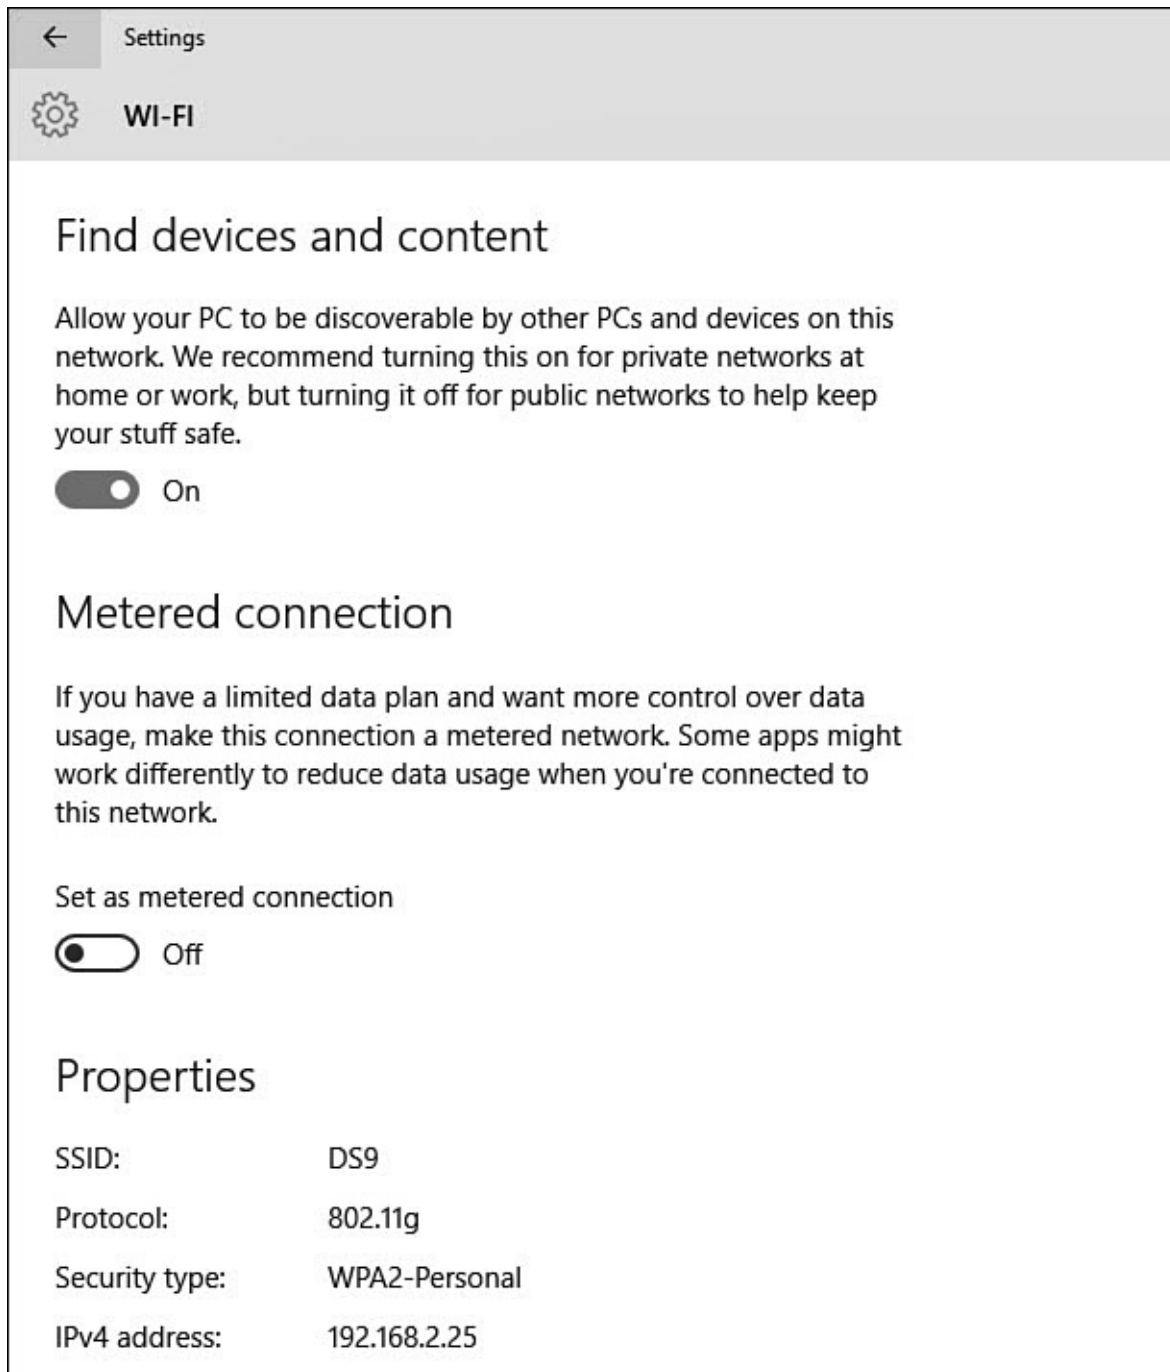 Settings
WI-FI
Find devices and content
Allow your PC to be discoverable by other PCs and devices on this
network. We recommend turning this on for private networks at
home or work, but turning it off for public networks to help keep
your stuff safe.
On
Metered connection
If you have a limited data plan and want more control over data
usage, make this connection a metered network. Some apps might
work differently to reduce data usage when you're connected to
this network.
Set as metered connection
Off
Properties
SSID: DS9
Protocol: 802.11g
Security type: WPA2-Personal
IPv4 address: 192.168.2.25